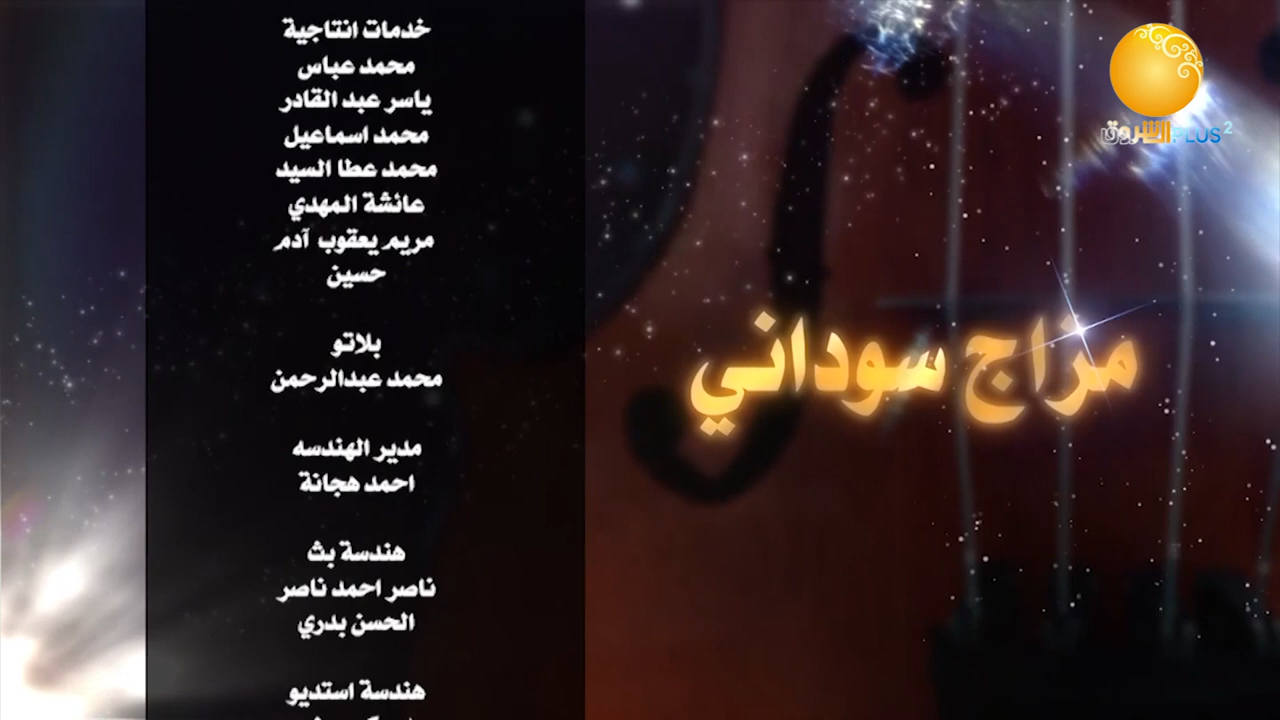 خدمات انتاجية
محمد عباس
ياسر عبد القادر
محمد اسماعيل
محمد عطا السيد
عائشة المهدي
مريم يعقوب آدم
حسين
بلاتو
محمد عبدالرحمن
مدير الهندسه
احمد هجانة
هندسة بث
ناصر احمد ناصر
الحسن بدري
هندسة استديو
مزاج سوداني
الشروق PLUS 2